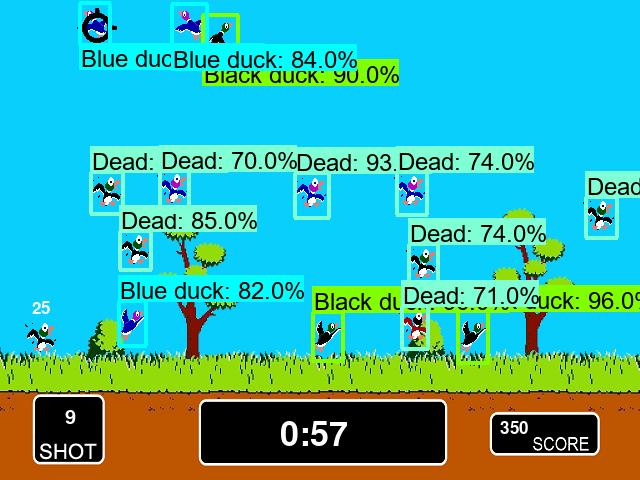 Blue duc
Blue duck: 84.0%
Black duck: 90.0%
Dead:
Dead: 70.0%
Dead: 93.
Dead: 74.0%
Dead
Dead: 85.0%
Dead: 74.0%
Blue duck: 82.0%
Black du
Dead: 71.0%
uck: 96.0%
25
9
SHOT
0:57
350
SCORE